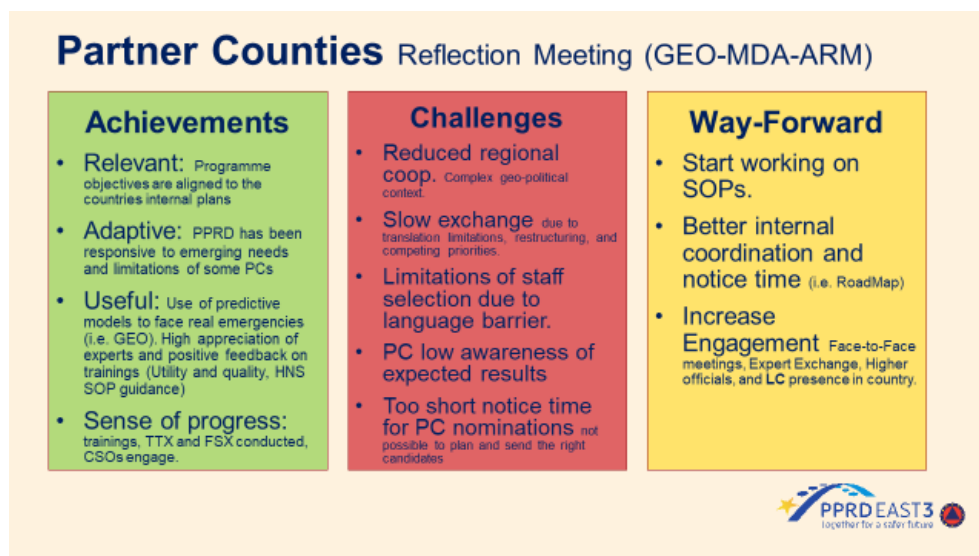 Partner Counties Reflection Meeting (GEO-MDA-ARM)
Achievements
• Relevant: Programme
objectives are aligned to the
countries internal plans
• Adaptive: PPRD has been
responsive to emerging needs
and limitations of some PCs
• Useful: Use of predictive
models to face real emergencies
(i.e. GEO). High appreciation of
experts and positive feedback on
trainings (Utility and quality, HNS
SOP guidance)
• Sense of progress:
trainings, TTX and FSX conducted,
CSOs engage.
Challenges
• Reduced regional
coop. Complex geo-political
context.
• Slow exchange due to
translation limitations, restructuring, and
competing priorities.
• Limitations of staff
selection due to
language barrier.
• PC low awareness of
expected results
• Too short notice time
for PC nominations not
possible to plan and send the right
candidates
Way-Forward
• Start working on
SOPs.
• Better internal
coordination and
notice time (i.e. RoadMap)
• Increase
Engagement Face-to-Face
meetings, Expert Exchange, Higher
officials, and LC presence in country.
PPRD EAST3
together for a safer future